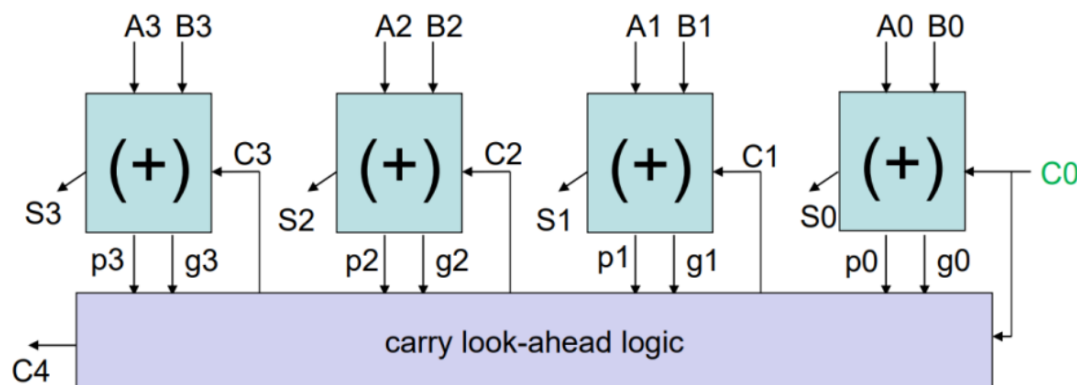 A3 B3 A2 B2 A1 B1 A0 B0
(+) C3 (+) C2 (+) C1 (+) C0
S3 S2 S1 S0
p3 g3 p2 g2 p1 g1 p0 g0
carry look-ahead logic
C4